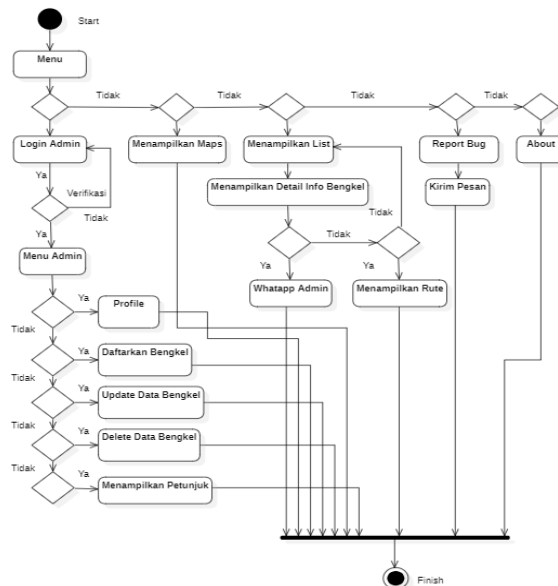 Start
Menu
Tidak
Tidak
Tidak
Tidak
Login Admin
Menampilkan Maps
Menampilkan List
Report Bug
About
Ya
Verifikasi
Menampilkan Detail Info Bengkel
Kirim Pesan
Tidak
Tidak
Ya
Tidak
Menu Admin
Ya
Ya
Whatapp Admin
Menampilkan Rute
Ya
Profile
Tidak
Ya
Daftarkan Bengkel
Tidak
Ya
Update Data Bengkel
Tidak
Ya
Delete Data Bengkel
Tidak
Ya
Menampilkan Petunjuk
Finish